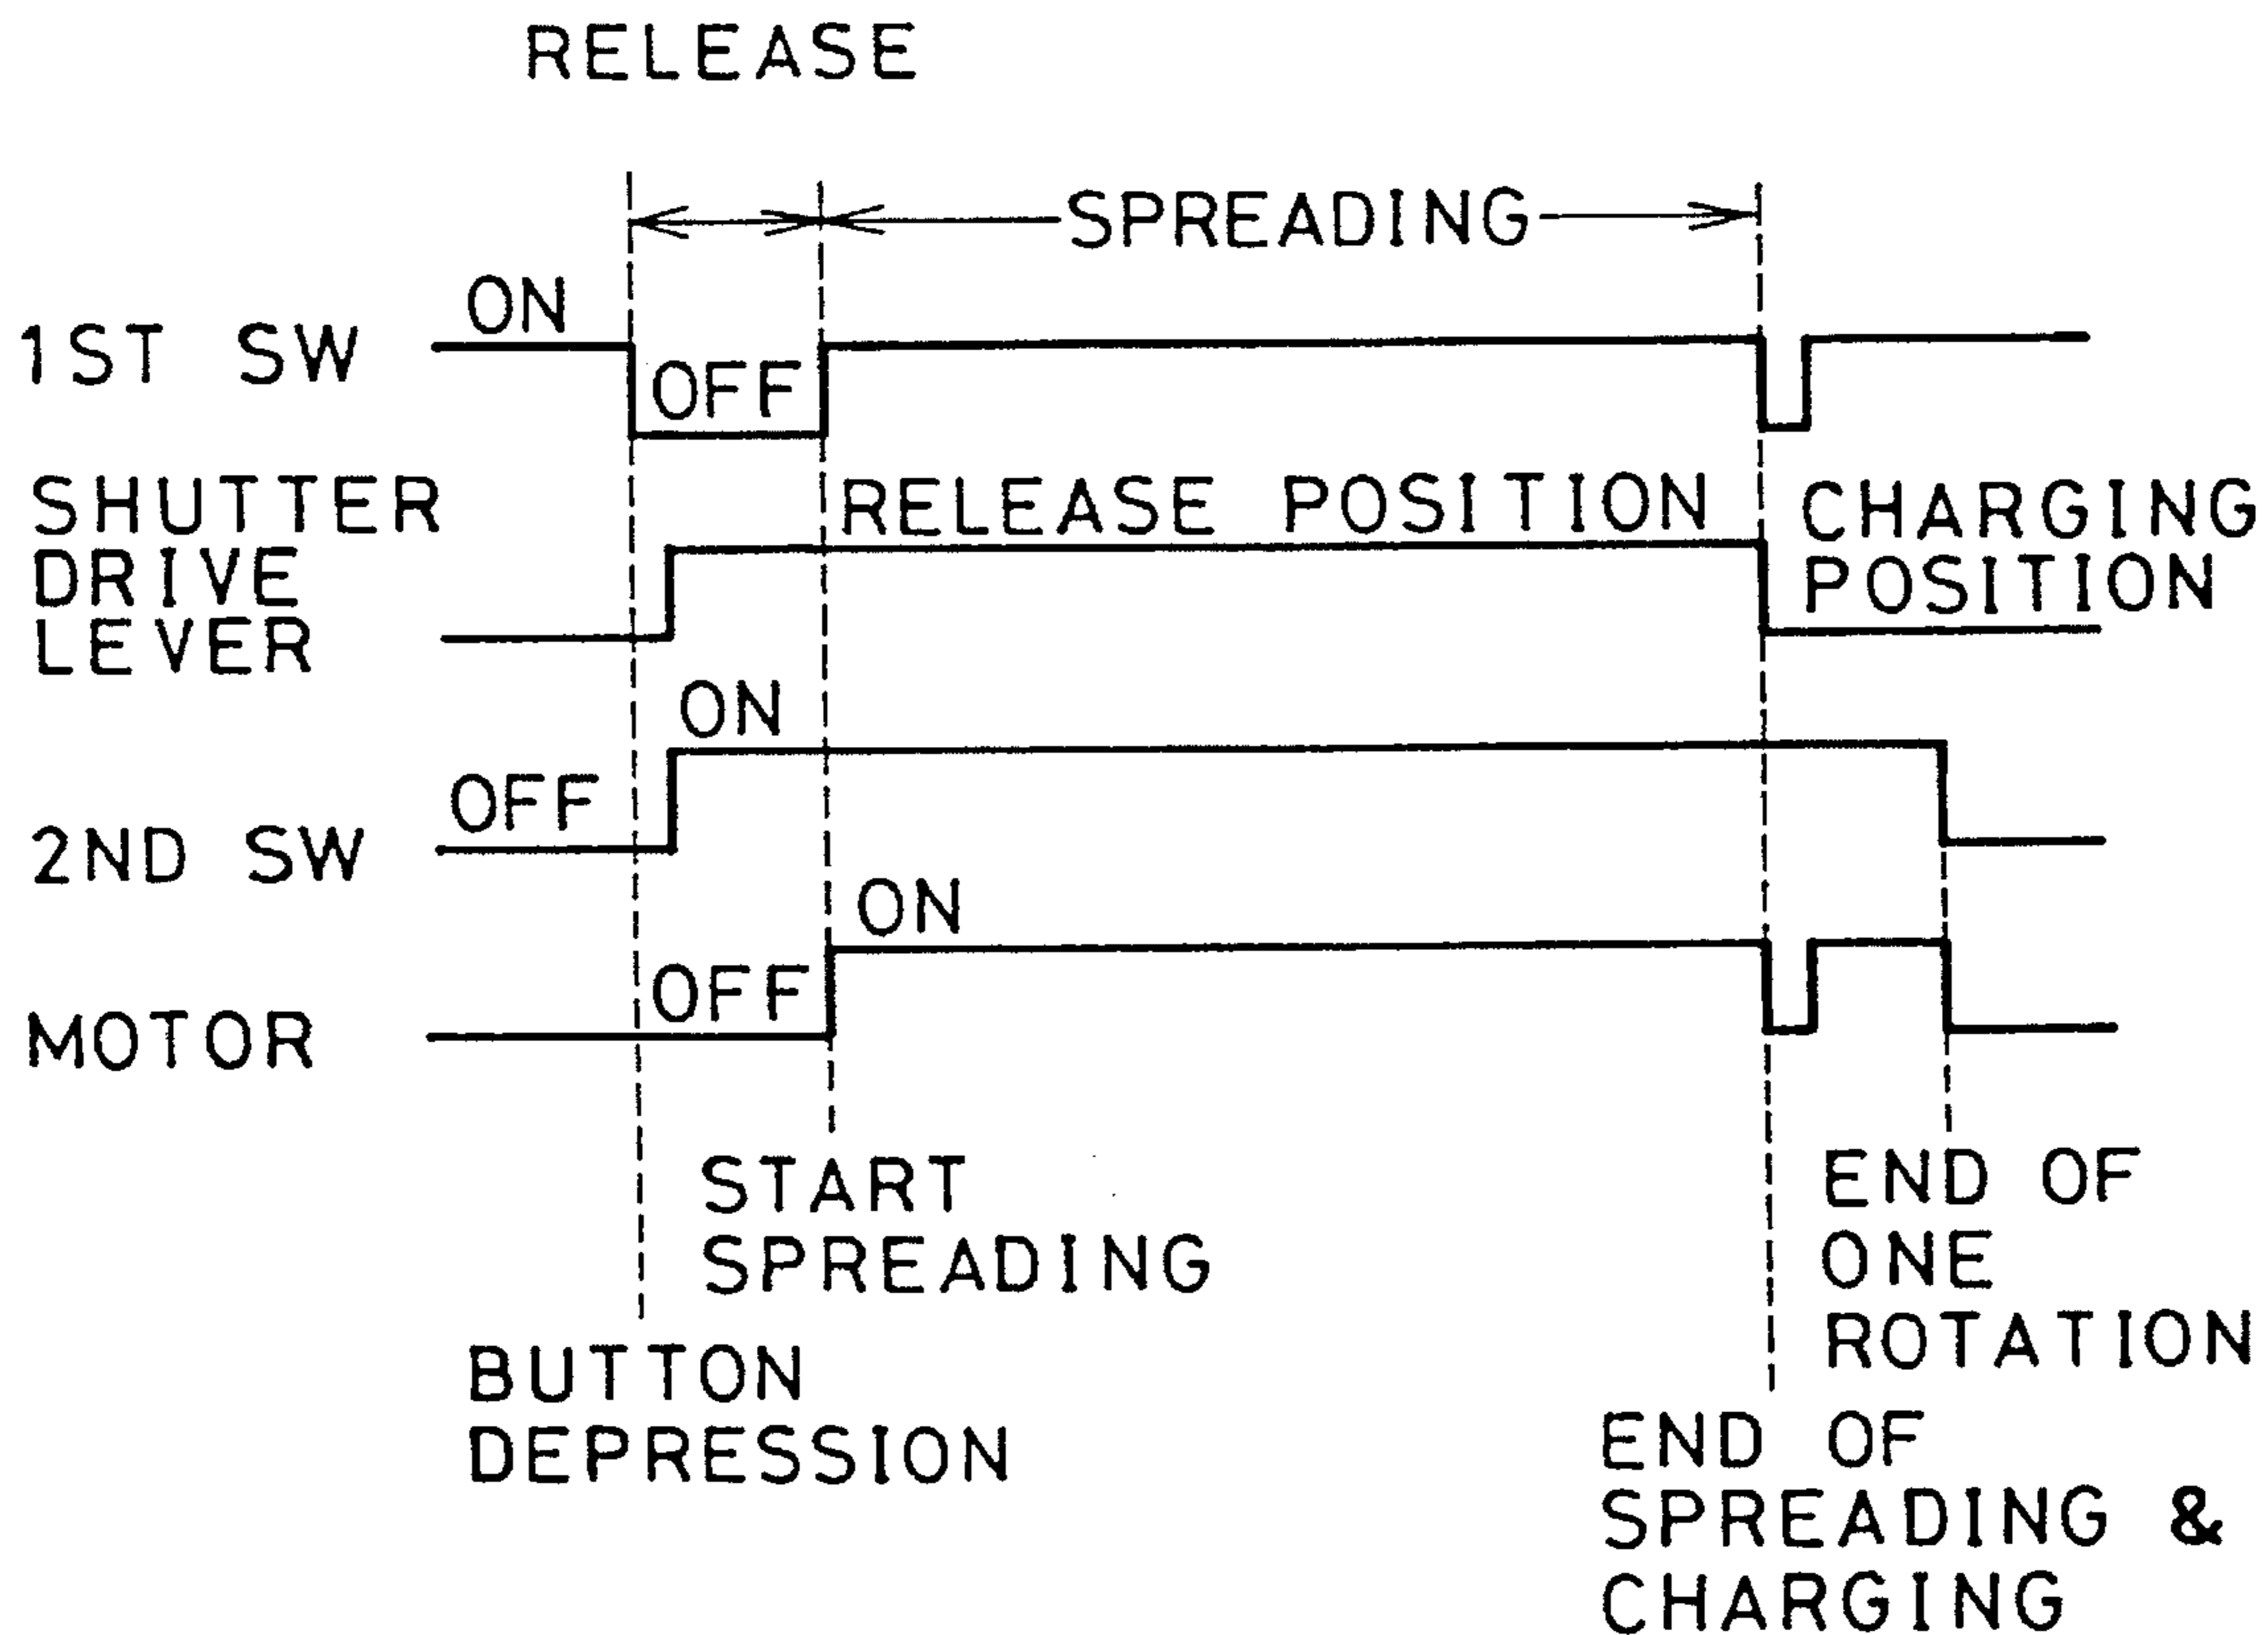 RELEASE
SPREADING
ON
1ST SW
OFF
SHUTTER
DRIVE
LEVER
RELEASE POSITION
CHARGING
POSITION
ON
OFF
2ND SW
ON
OFF
MOTOR
START
SPREADING
END OF
ONE
ROTATION
BUTTON
DEPRESSION
END OF
SPREADING &
CHARGING